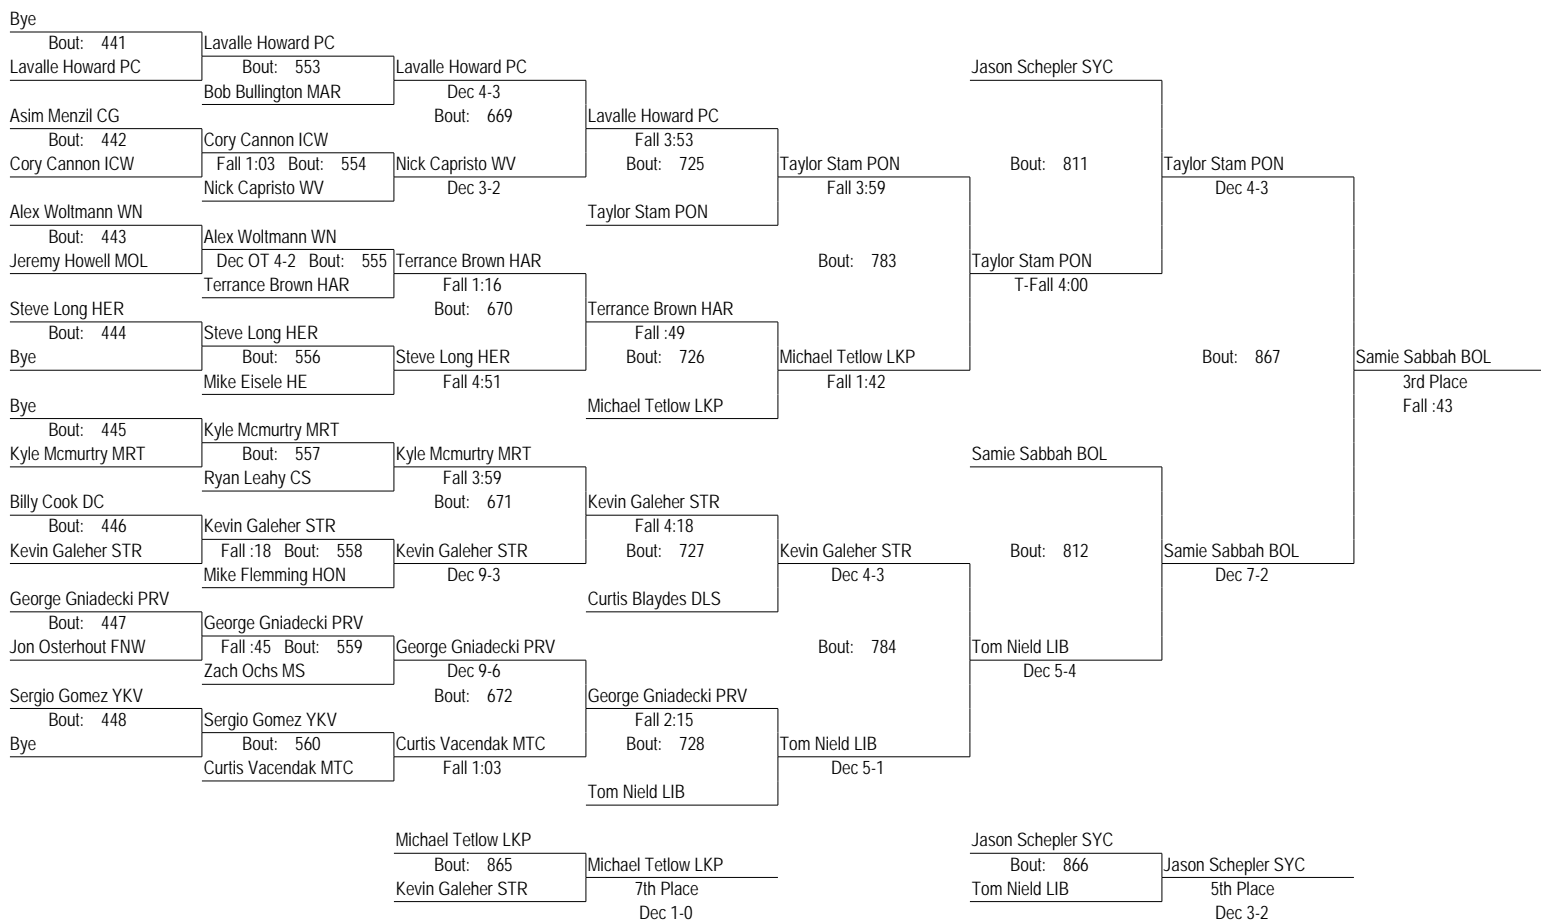 Bye
Bout: 441
Lavalle Howard PC
Lavalle Howard PC
Bout: 553
Lavalle Howard PC
Jason Schepler SYC
Bob Bullington MAR
Dec 4-3
Asim Menzil CG
Bout: 669
Lavalle Howard PC
Bout: 442
Cory Cannon ICW
Fall 3:53
Cory Cannon ICW
Fall 1:03 Bout: 554
Nick Capristo WV
Bout: 725
Taylor Stam PON
Bout: 811
Taylor Stam PON
Nick Capristo WV
Dec 3-2
Fall 3:59
Dec 4-3
Alex Woltmann WN
Taylor Stam PON
Bout: 443
Alex Woltmann WN
Jeremy Howell MOL
Dec OT 4-2 Bout: 555
Terrance Brown HAR
Bout: 783
Taylor Stam PON
Terrance Brown HAR
Fall 1:16
T-Fall 4:00
Steve Long HER
Bout: 670
Terrance Brown HAR
Bout: 444
Steve Long HER
Fall :49
Bye
Bout: 556
Steve Long HER
Bout: 726
Michael Tetlow LKP
Bout: 867
Samie Sabbah BOL
Mike Eisele HE
Fall 4:51
Fall 1:42
3rd Place
Bye
Michael Tetlow LKP
Fall :43
Bout: 445
Kyle Mcmurtry MRT
Kyle Mcmurtry MRT
Bout: 557
Kyle Mcmurtry MRT
Samie Sabbah BOL
Ryan Leahy CS
Fall 3:59
Billy Cook DC
Bout: 671
Kevin Galeher STR
Bout: 446
Kevin Galeher STR
Fall 4:18
Kevin Galeher STR
Fall :18 Bout: 558
Kevin Galeher STR
Bout: 727
Kevin Galeher STR
Bout: 812
Samie Sabbah BOL
Mike Flemming HON
Dec 9-3
Dec 4-3
Dec 7-2
George Gniadecki PRV
Curtis Blaydes DLS
Bout: 447
George Gniadecki PRV
Jon Osterhout FNW
Fall :45 Bout: 559
George Gniadecki PRV
Bout: 784
Tom Nield LIB
Zach Ochs MS
Dec 9-6
Dec 5-4
Sergio Gomez YKV
Bout: 672
George Gniadecki PRV
Bout: 448
Sergio Gomez YKV
Fall 2:15
Bye
Bout: 560
Curtis Vacendak MTC
Bout: 728
Tom Nield LIB
Curtis Vacendak MTC
Fall 1:03
Dec 5-1
Tom Nield LIB
Michael Tetlow LKP
Bout: 865
Michael Tetlow LKP
Kevin Galeher STR
7th Place
Dec 1-0
Jason Schepler SYC
Bout: 866
Jason Schepler SYC
Tom Nield LIB
5th Place
Dec 3-2